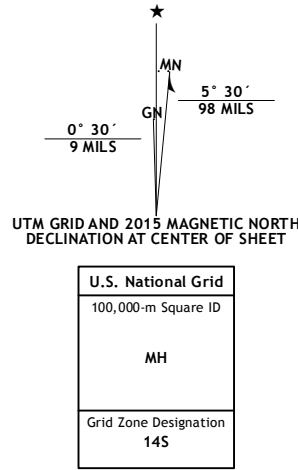 ★
MN
GN
5° 30´
98 MILS
0° 30´
9 MILS
UTM GRID AND 2015 MAGNETIC NORTH
DECLINATION AT CENTER OF SHEET
U.S. National Grid
100,000-m Square ID
MH
Grid Zone Designation
14S